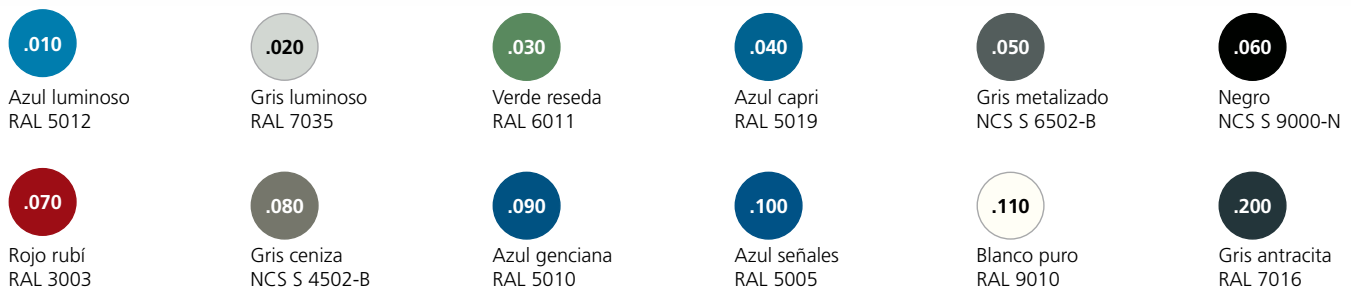 .010
Azul luminoso
RAL 5012
.020
Gris luminoso
RAL 7035
.030
Verde reseda
RAL 6011
.040
Azul capri
RAL 5019
.050
Gris metalizado
NCS S 6502-B
.060
Negro
NCS S 9000-N
.070
Rojo rubí
RAL 3003
.080
Gris ceniza
NCS S 4502-B
.090
Azul genciana
RAL 5010
.100
Azul señales
RAL 5005
.110
Blanco puro
RAL 9010
.200
Gris antracita
RAL 7016